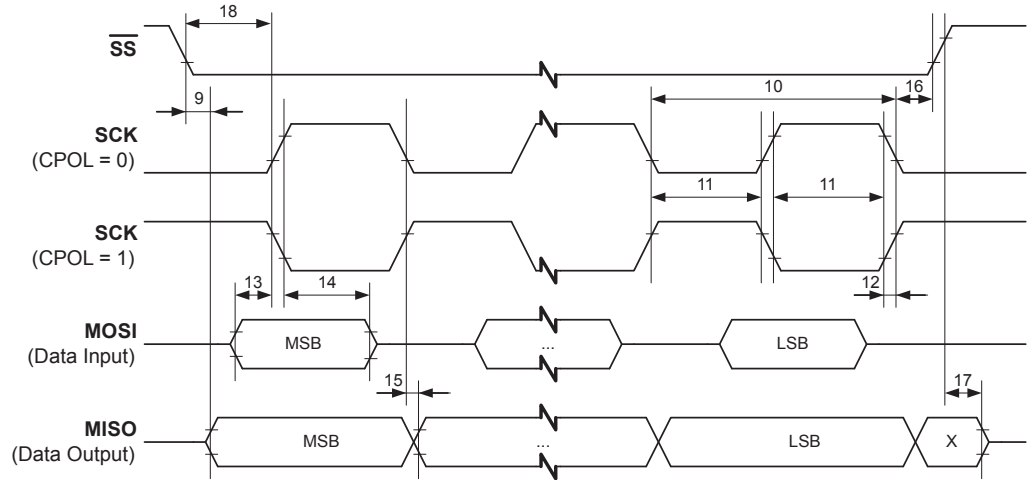 18
SS
9
10
16
SCK
(CPOL = 0)
11
11
SCK
(CPOL = 1)
13
14
12
MOSI
(Data Input)
MSB
...
LSB
15
17
MISO
(Data Output)
MSB
...
LSB
X